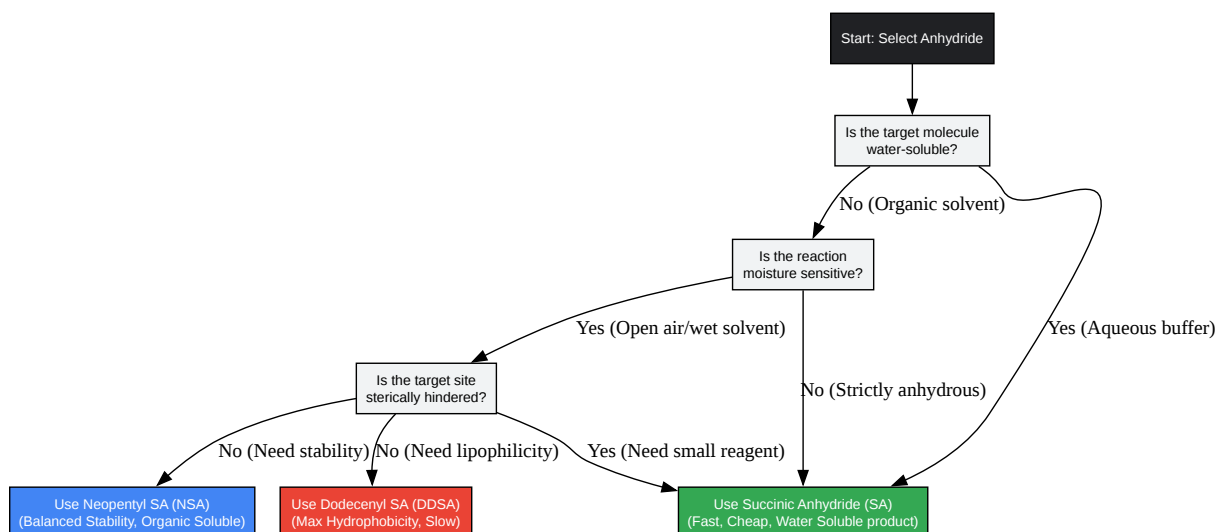 Start: Select Anhydride
Is the target molecule
water-soluble?
No (Organic solvent)
Is the reaction
moisture sensitive?
Yes (Open air/wet solvent)
Yes (Aqueous buffer)
Is the target site
sterically hindered?
No (Strictly anhydrous)
No (Need stability)
No (Need lipophilicity)
Yes (Need small reagent)
Use Neopentyl SA (NSA)
(Balanced Stability, Organic Soluble)
Use Dodecenyl SA (DDSA)
(Max Hydrophobicity, Slow)
Use Succinic Anhydride (SA)
(Fast, Cheap, Water Soluble product)